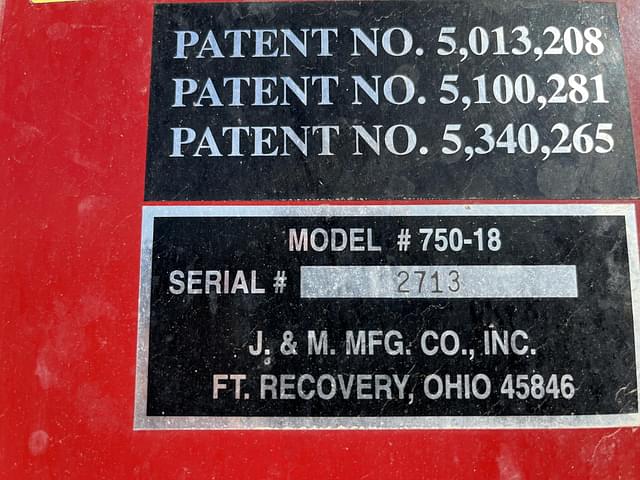 PATENT NO. 5,013,208
PATENT NO. 5,100,281
PATENT NO. 5,340,265
MODEL # 750-18
SERIAL # 2713
J. & M. MFG. CO., INC.
FT. RECOVERY, OHIO 45846